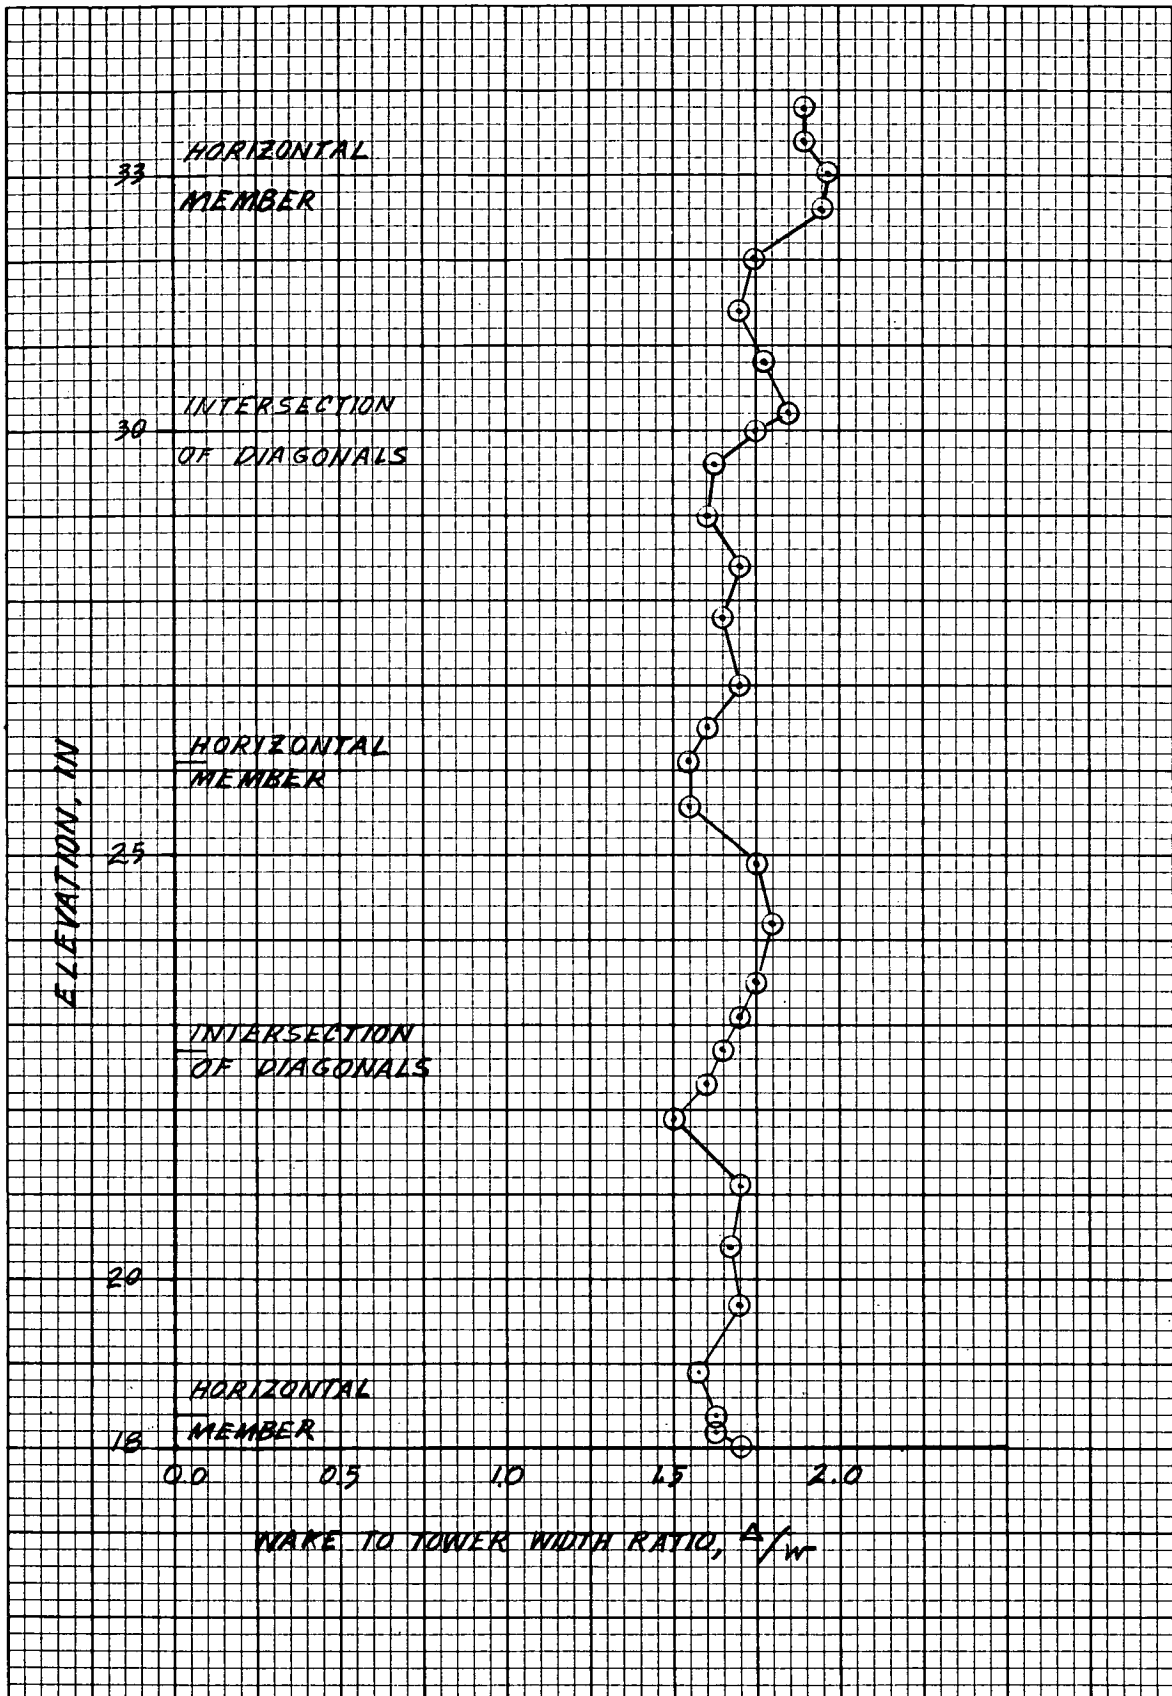 HORIZONTAL
33
MEMBER
INTERSECTION
30
OF DIAGONALS
HORYZONTAL
MEMBER
ELEVATION, IN
25
INTERSECTION
OF DIAGONALS
20
HORIZONTAL
MEMBER
18
0.0 0.5 1.0 1.5 2.0
WAKE TO TOWER WIDTH RATIO, Δ/W